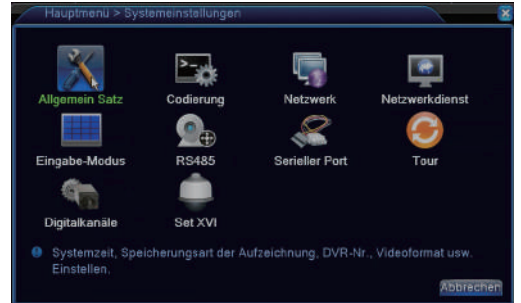 Hauptmenü > Systemeinstellungen
Allgemein Satz Codierung Netzwerk Netzwerkdienst
Eingabe-Modus RS485 Serieller Port Tour
Digitalkanäle Set XVI
Systemzeit, Speicherungsart der Aufzeichnung, DVR-Nr., Videoformat usw.
Einstellen.
Abbrechen